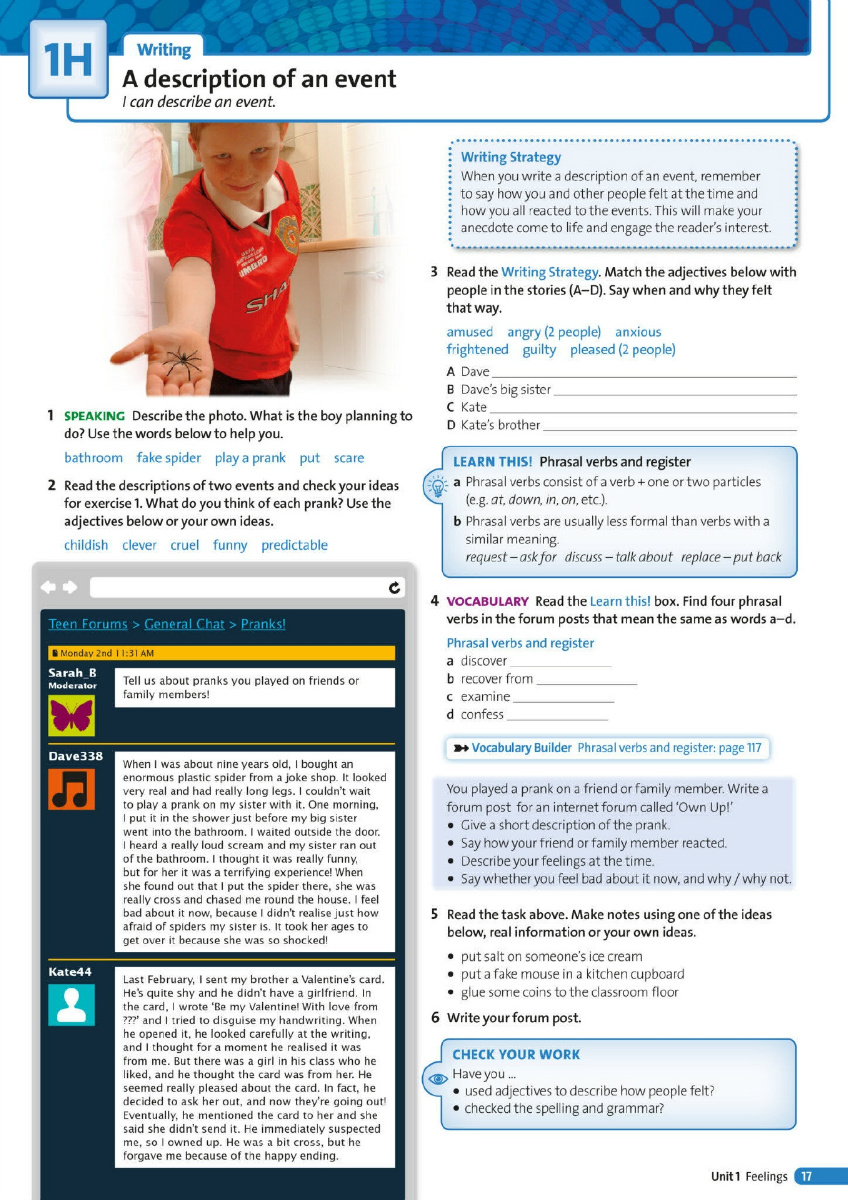 1H
Writing
A description of an event
I can describe an event.
UMBRO
SHA
1 SPEAKING Describe the photo. What is the boy planning to
do? Use the words below to help you.
bathroom fake spider play a prank put scare
2 Read the descriptions of two events and check your ideas
for exercise 1. What do you think of each prank? Use the
adjectives below or your own ideas.
childish clever cruel funny predictable
Teen Forums > General Chat > Pranks!
Monday 2nd 11:31 AM
Sarah_B
Moderator
Tell us about pranks you played on friends or
family members!
Dave338
When I was about nine years old, I bought an
enormous plastic spider from a joke shop. It looked
very real and had really long legs. I couldn't wait
to play a prank on my sister with it. One morning,
I put it in the shower just before my big sister
went into the bathroom. I waited outside the door.
I heard a really loud scream and my sister ran out
of the bathroom. I thought it was really funny,
but for her it was a terrifying experience! When
she found out that I put the spider there, she was
really cross and chased me round the house. I feel
bad about it now, because I didn't realise just how
afraid of spiders my sister is. It took her ages to
get over it because she was so shocked!
Kate44
Last February, I sent my brother a Valentine's card.
He's quite shy and he didn't have a girlfriend. In
the card, I wrote 'Be my Valentine! With love from
???' and I tried to disguise my handwriting. When
he opened it, he looked carefully at the writing,
and I thought for a moment he realised it was
from me. But there was a girl in his class who he
liked, and he thought the card was from her. He
seemed really pleased about the card. In fact, he
decided to ask her out, and now they're going out!
Eventually, he mentioned the card to her and she
said she didn't send it. He immediately suspected
me, so I owned up. He was a bit cross, but he
forgave me because of the happy ending.
Writing Strategy
When you write a description of an event, remember
to say how you and other people felt at the time and
how you all reacted to the events. This will make your
anecdote come to life and engage the reader's interest.
3 Read the Writing Strategy. Match the adjectives below with
people in the stories (A–D). Say when and why they felt
that way.
amused angry (2 people) anxious
frightened guilty pleased (2 people)
A Dave
B Dave's big sister
C Kate
D Kate's brother
LEARN THIS! Phrasal verbs and register
a Phrasal verbs consist of a verb + one or two particles
(e.g. at, down, in, on, etc.).
b Phrasal verbs are usually less formal than verbs with a
similar meaning.
request – ask for discuss – talk about replace – put back
4 VOCABULARY Read the Learn this! box. Find four phrasal
verbs in the forum posts that mean the same as words a–d.
Phrasal verbs and register
a discover
b recover from
c examine
d confess
Vocabulary Builder Phrasal verbs and register: page 117
You played a prank on a friend or family member. Write a
forum post for an internet forum called 'Own Up!'
• Give a short description of the prank.
• Say how your friend or family member reacted.
• Describe your feelings at the time.
• Say whether you feel bad about it now, and why / why not.
5 Read the task above. Make notes using one of the ideas
below, real information or your own ideas.
• put salt on someone's ice cream
• put a fake mouse in a kitchen cupboard
• glue some coins to the classroom floor
6 Write your forum post.
CHECK YOUR WORK
Have you ...
• used adjectives to describe how people felt?
• checked the spelling and grammar?
Unit 1 Feelings 17